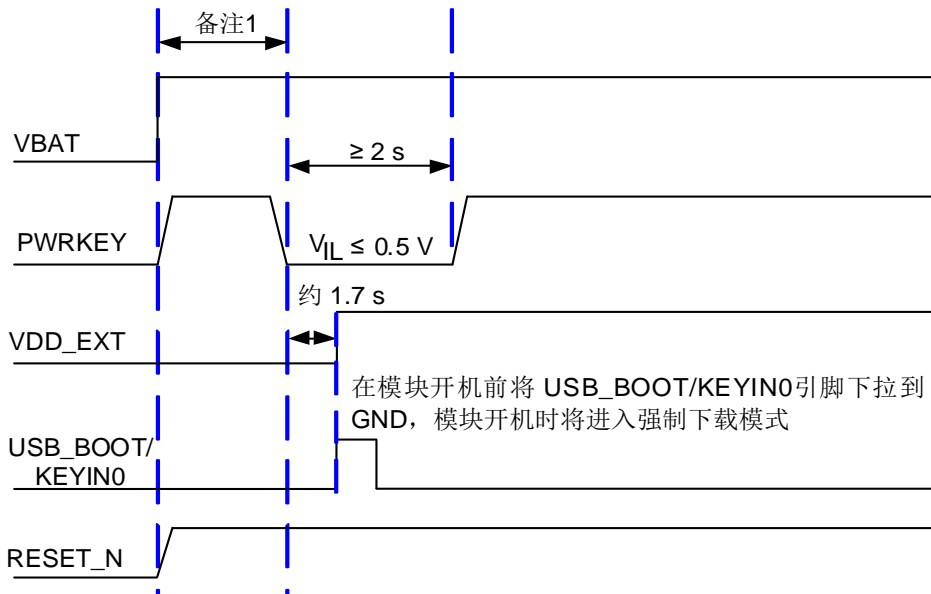 备注1
VBAT
≥ 2 s
PWRKEY
VIL ≤ 0.5 V
约 1.7 s
VDD_EXT
在模块开机前将 USB_BOOT/KEYIN0引脚下拉到
GND，模块开机时将进入强制下载模式
USB_BOOT/
KEYIN0
RESET_N